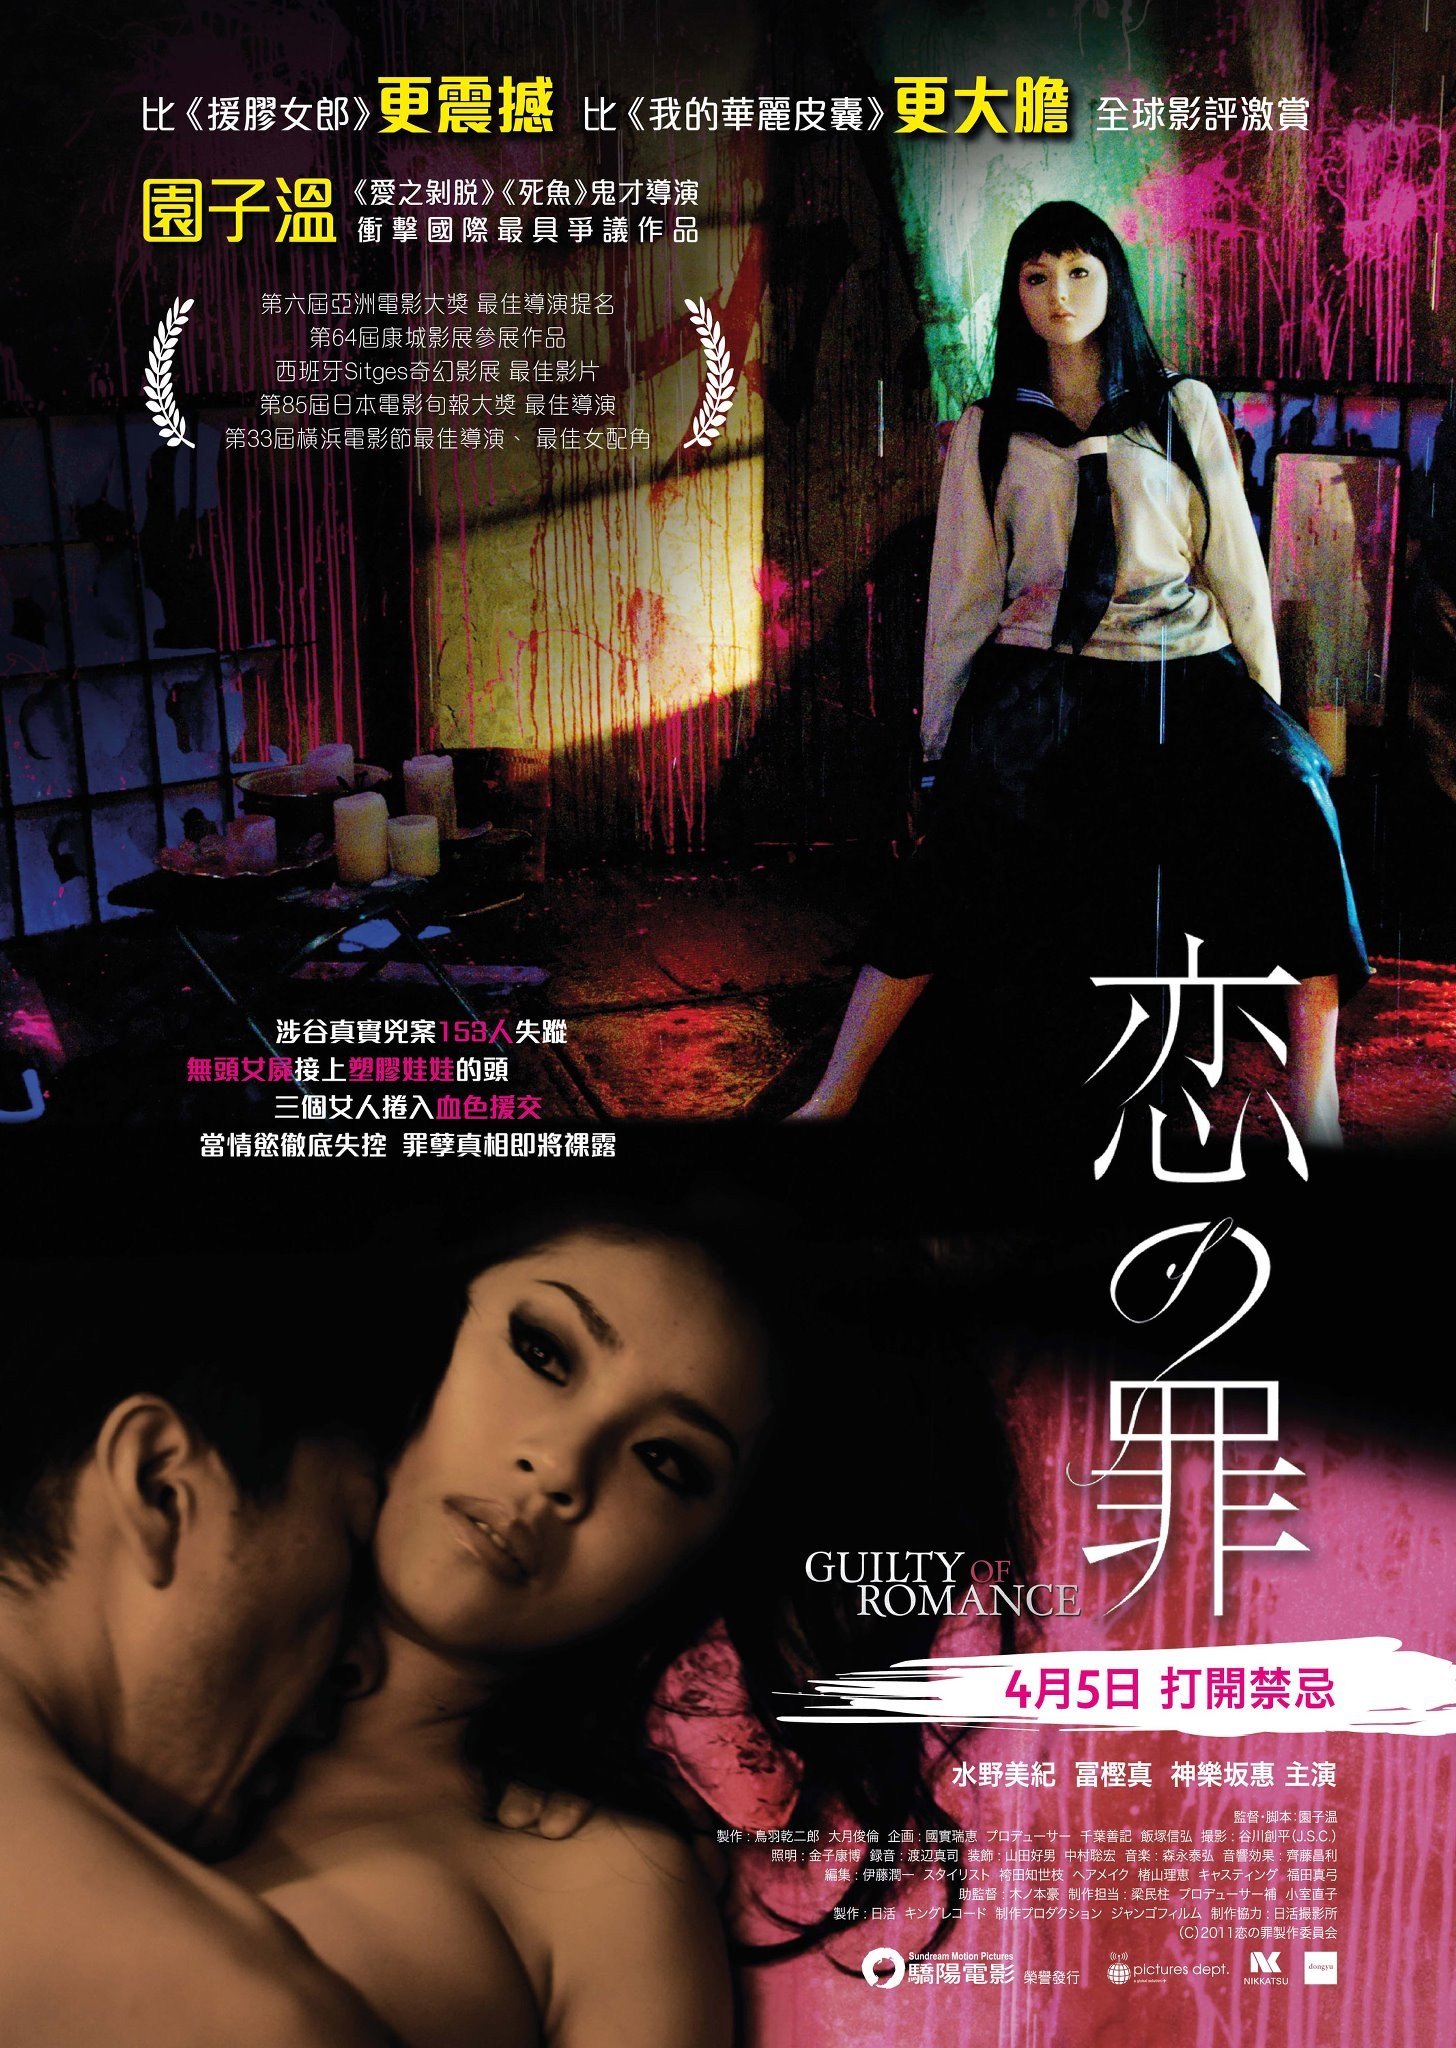 比《援膠女郎》更震撼 比《我的華麗皮囊》更大膽 全球影評激賞
園子溫 《愛之剝脱》《死魚》鬼才導演
衝擊國際最具爭議作品
第六屆亞洲電影大獎 最佳導演提名
第64屆康城影展參展作品
西班牙Sitges奇幻影展 最佳影片
第85屆日本電影旬報大獎 最佳導演
第33屆橫浜電影節最佳導演、 最佳女配角
涉谷真實兇案153人失蹤
無頭女屍接上塑膠娃娃的頭
三個女人捲入血色援交
當情慾徹底失控 罪孽真相即將裸露
恋の罪
GUILTY OF
ROMANCE
4月5日 打開禁忌
水野美紀 冨樫真 神樂坂惠 主演
監督・脚本：園子温
製作：鳥羽乾二郎 大月俊倫 企画：國實瑞恵 プロデューサー 千葉善記 飯塚信弘 撮影：谷川創平(J.S.C.)
照明：金子康博 録音：渡辺真司 装飾：山田好男 中村聡宏 音楽：森永泰弘 音響効果：齊藤昌利
編集：伊藤潤一 スタイリスト 袴田知世枝 ヘアメイク 楮山理恵 キャスティング 福田真弓
助監督：木ノ本豪 制作担当：梁民柱 プロデューサー補 小室直子
製作：日活 キングレコード 制作プロダクション ジャンゴフィルム 制作協力：日活撮影所
(C)2011恋の罪製作委員会
Sundream Motion Pictures
驕陽電影 榮譽發行
pictures dept.
a global solution
NIKKATSU
dongyu